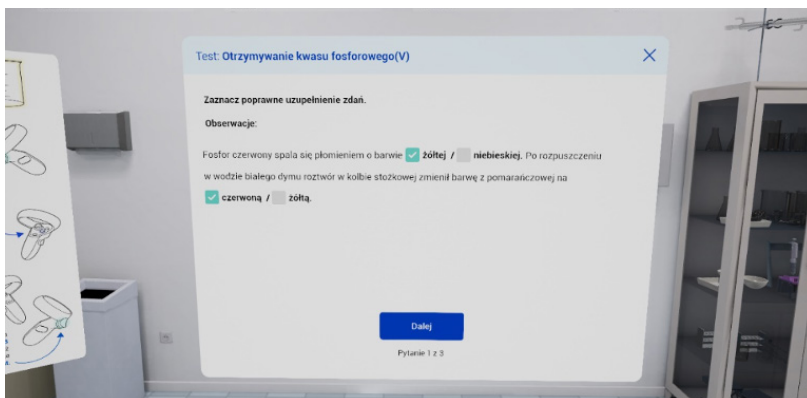 Test: Otrzymywanie kwasu fosforowego(V)
Zaznacz poprawne uzupełnienie zdań.
Obserwacje:
Fosfor czerwony spala się płomieniem o barwie żółtej / niebieskiej. Po rozpuszczeniu
w wodzie białego dymu roztwór w kolbie stożkowej zmienił barwę z pomarańczowej na
czerwoną / żółtą.
Dalej
Pytanie 1 z 3